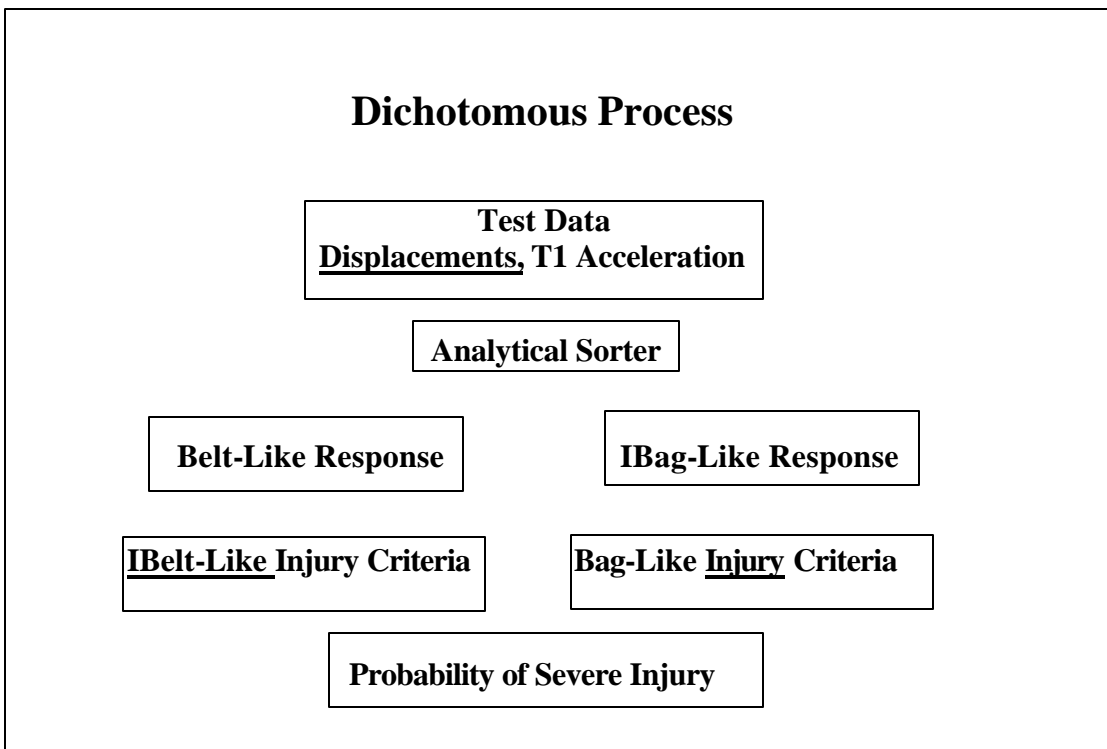 Dichotomous Process
Test Data
Displacements, T1 Acceleration
Analytical Sorter
Belt-Like Response
IBag-Like Response
IBelt-Like Injury Criteria
Bag-Like Injury Criteria
Probability of Severe Injury